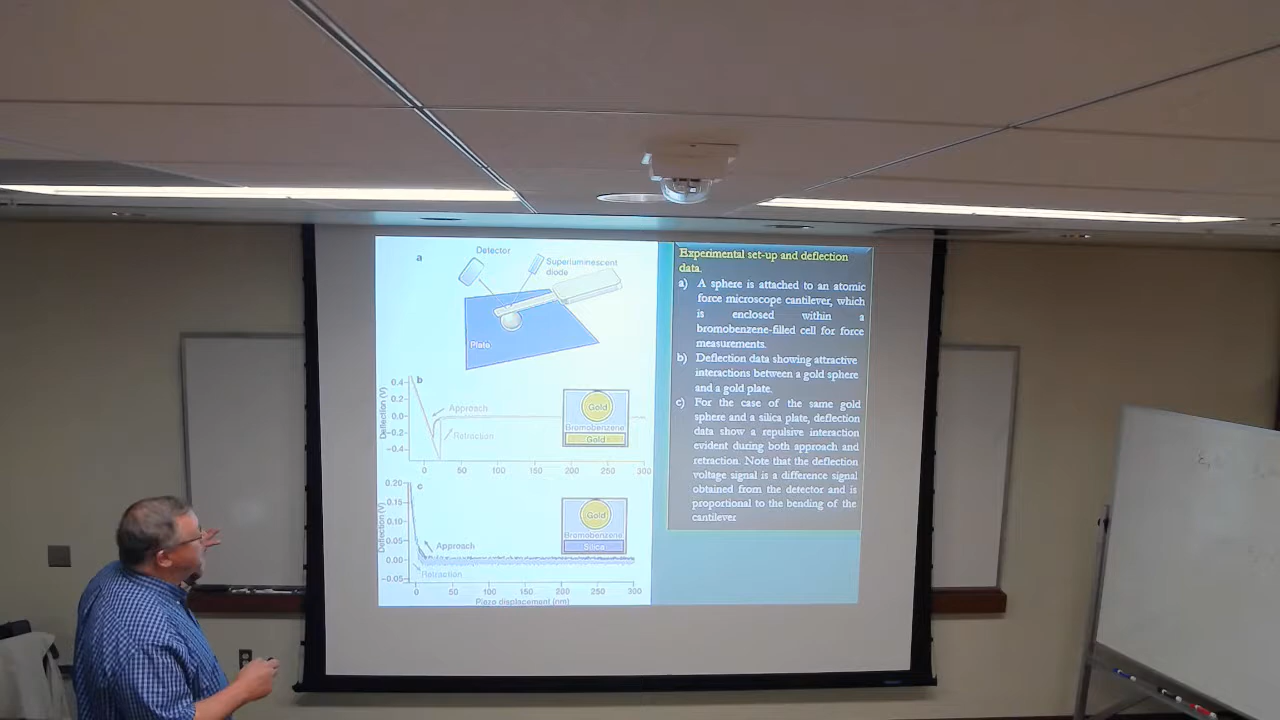 a
Detector
Superluminescent
diode
Plate
b
0.4
0.2
0.0
−0.2
−0.4
Deflection (V)
Approach
Retraction
Gold
Bromobenzene
Gold
0 50 100 150 200 250 300
c
0.20
0.15
0.10
0.05
0.00
−0.05
Deflection (V)
Approach
Retraction
Gold
Bromobenzene
Silica
0 50 100 150 200 250 300
Piezo displacement (nm)
Experimental set-up and deflection
data.
a) A sphere is attached to an atomic
force microscope cantilever, which
is enclosed within a
bromobenzene-filled cell for force
measurements.
b) Deflection data showing attractive
interactions between a gold sphere
and a gold plate.
c) For the case of the same gold
sphere and a silica plate, deflection
data show a repulsive interaction
evident during both approach and
retraction. Note that the deflection
voltage signal is a difference signal
obtained from the detector and is
proportional to the bending of the
cantilever